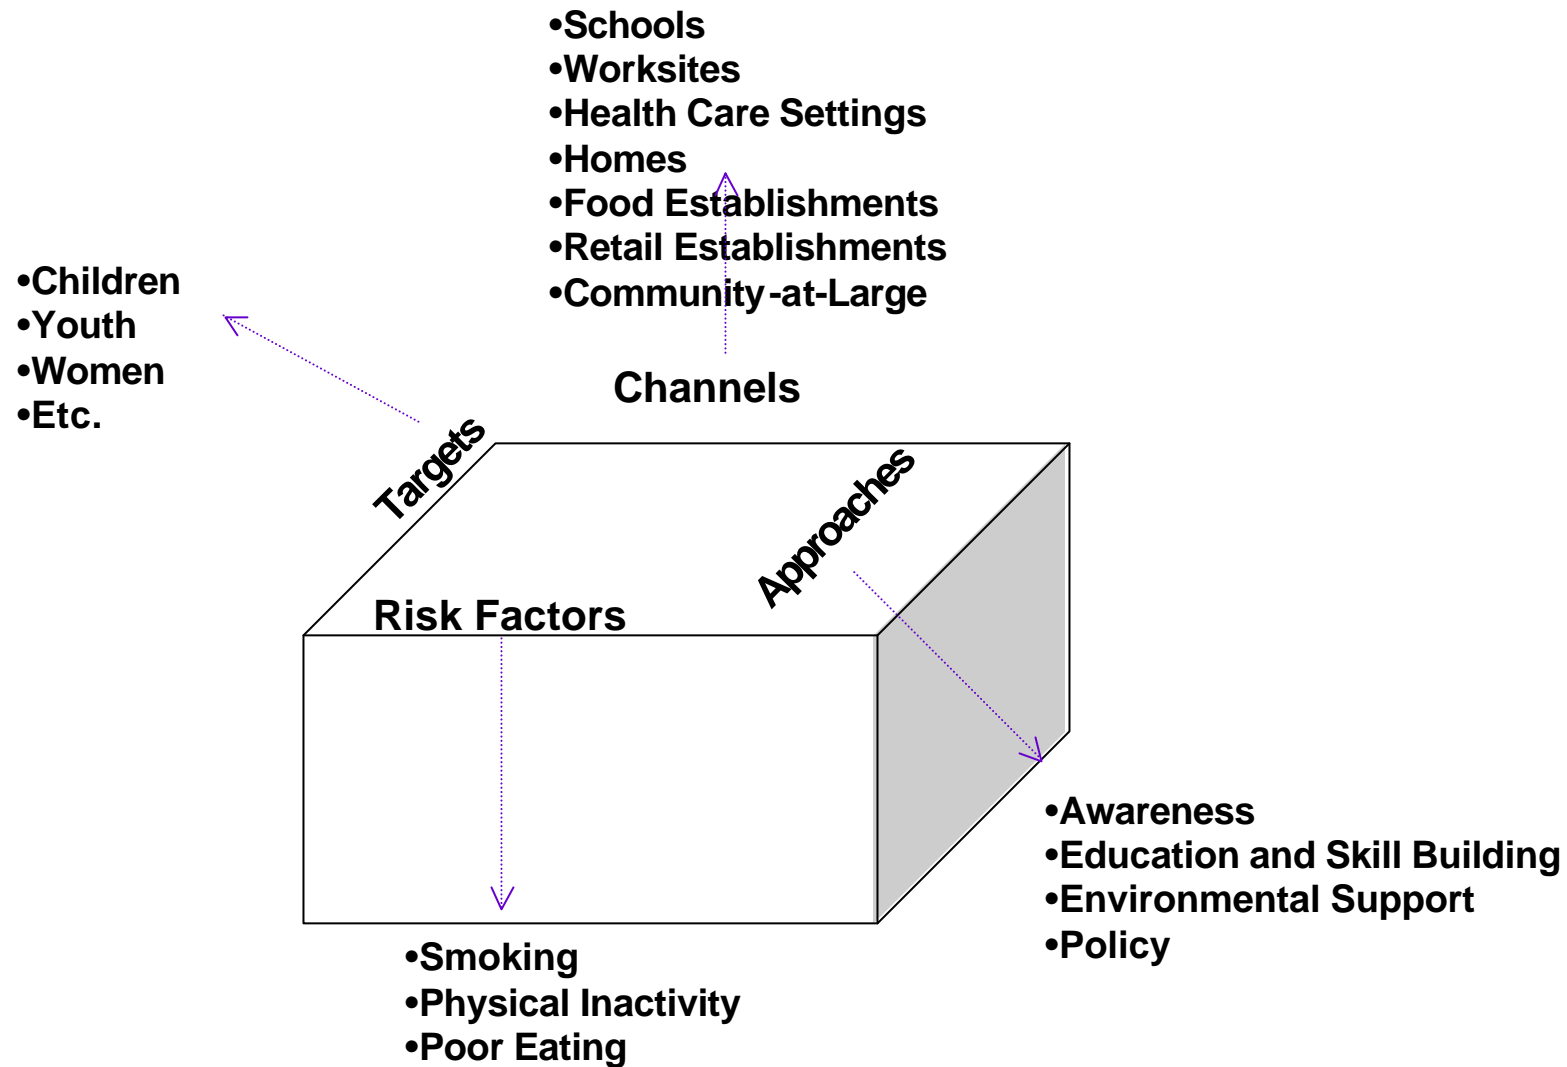 •Schools
•Worksites
•Health Care Settings
•Homes
•Food Establishments
•Retail Establishments
•Community-at-Large
•Children
•Youth
•Women
•Etc.
Channels
Targets
Approaches
Risk Factors
•Awareness
•Education and Skill Building
•Environmental Support
•Policy
•Smoking
•Physical Inactivity
•Poor Eating